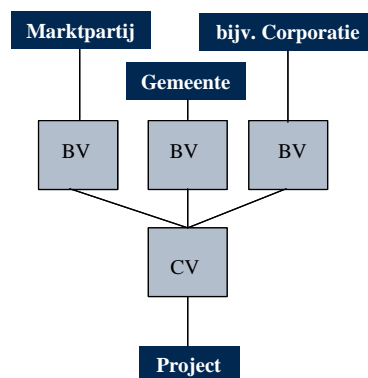 Marktpartij
bijv. Corporatie
Gemeente
BV
BV
BV
CV
Project